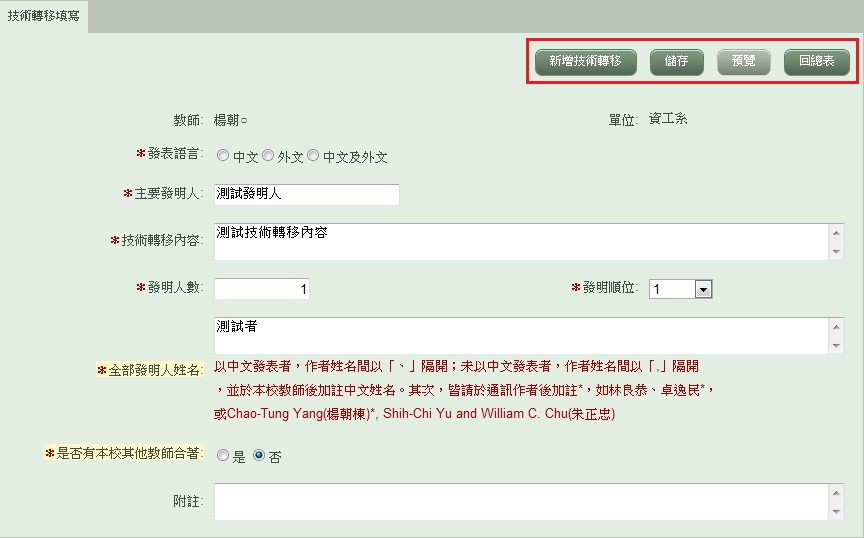 技術轉移填寫
新增技術轉移 儲存 預覽 回總表
教師: 楊朝○ 單位: 資工系
*發表語言: 中文 外文 中文及外文
*主要發明人: 測試發明人
*技術轉移內容: 測試技術轉移內容
*發明人數: 1 *發明順位: 1
測試者
*全部發明人姓名: 以中文發表者，作者姓名間以「、」隔開；未以中文發表者，作者姓名間以「,」隔開
，並於本校教師後加註中文姓名。其次，皆請於通訊作者後加註*，如林良恭、卓逸民*，
或Chao-Tung Yang(楊朝棟)*, Shih-Chi Yu and William C. Chu(朱正忠)
*是否有本校其他教師合著: 是 否
附註: